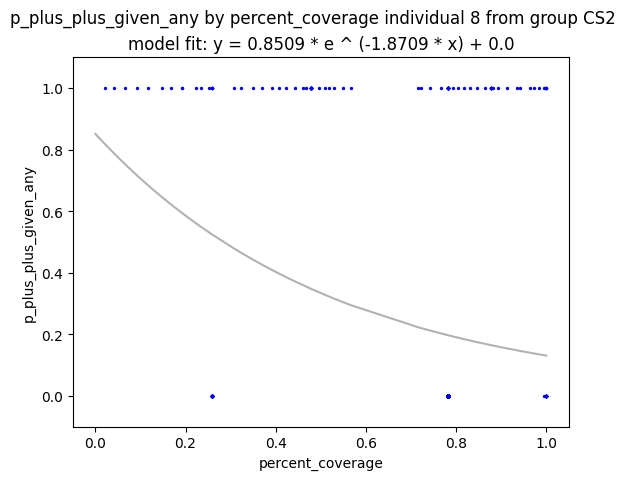 p_plus_plus_given_any by percent_coverage individual 8 from group CS2
model fit: y = 0.8509 * e ^ (-1.8709 * x) + 0.0
1.0
0.8
0.6
0.4
0.2
0.0
p_plus_plus_given_any
0.0 0.2 0.4 0.6 0.8 1.0
percent_coverage